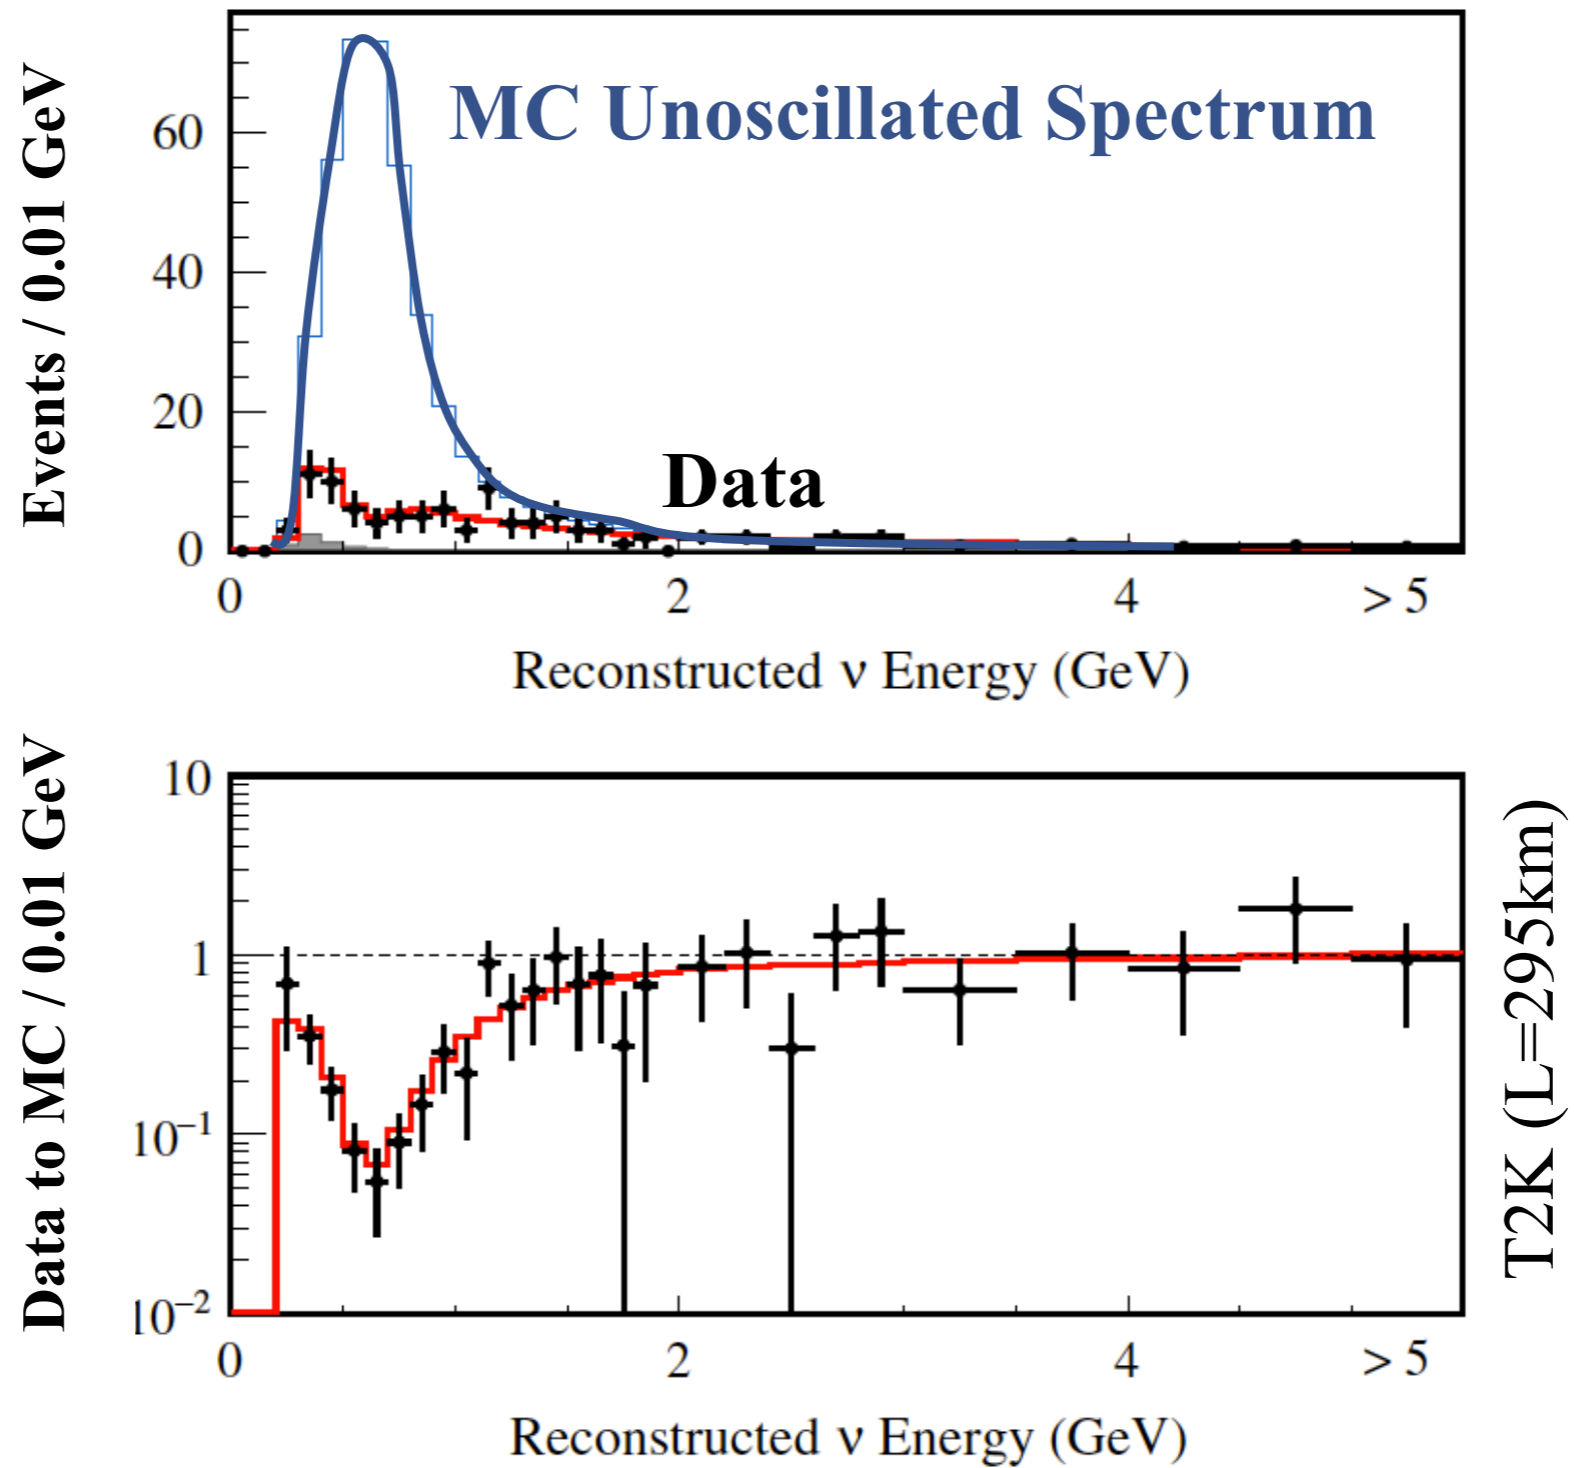 Events / 0.01 GeV
MC Unoscillated Spectrum
Data
60
40
20
0
0
2
4
> 5
Reconstructed ν Energy (GeV)
Data to MC / 0.01 GeV
10
1
10⁻¹
10⁻²
0
2
4
> 5
Reconstructed ν Energy (GeV)
T2K (L=295km)